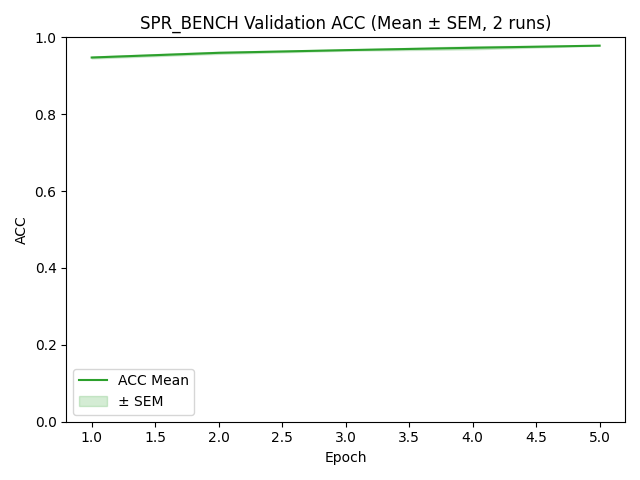 SPR_BENCH Validation ACC (Mean ± SEM, 2 runs)
1.0
0.8
0.6
0.4
0.2
0.0
ACC
ACC Mean
± SEM
1.0 1.5 2.0 2.5 3.0 3.5 4.0 4.5 5.0
Epoch